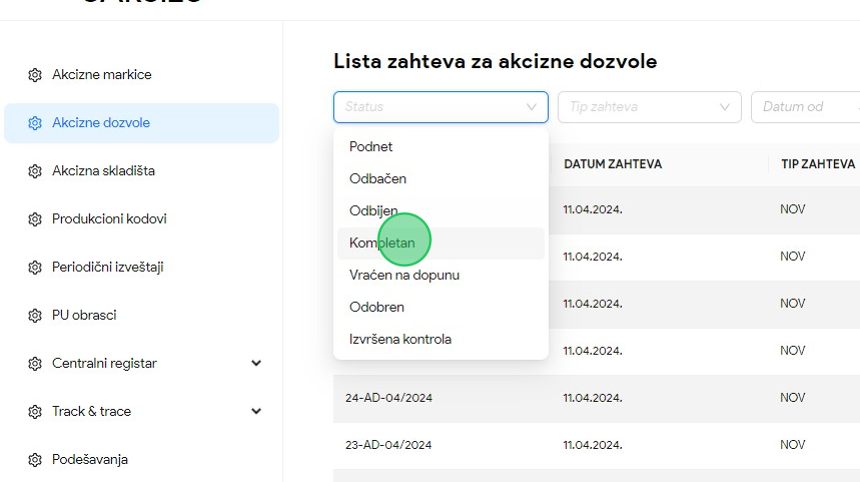 Akcizne markice
Akcizne dozvole
Akcizna skladišta
Produkcioni kodovi
Periodični izveštaji
PU obrasci
Centralni registar
Track & trace
Podešavanja
Lista zahteva za akcizne dozvole
Status
Tip zahteva
Datum od
Podnet
Odbačen
Odbijen
Kompletan
Vraćen na dopunu
Odobren
Izvršena kontrola
DATUM ZAHTEVA
TIP ZAHTEVA
11.04.2024.
NOV
11.04.2024.
NOV
11.04.2024.
NOV
11.04.2024.
NOV
24-AD-04/2024
11.04.2024.
NOV
23-AD-04/2024
11.04.2024.
NOV